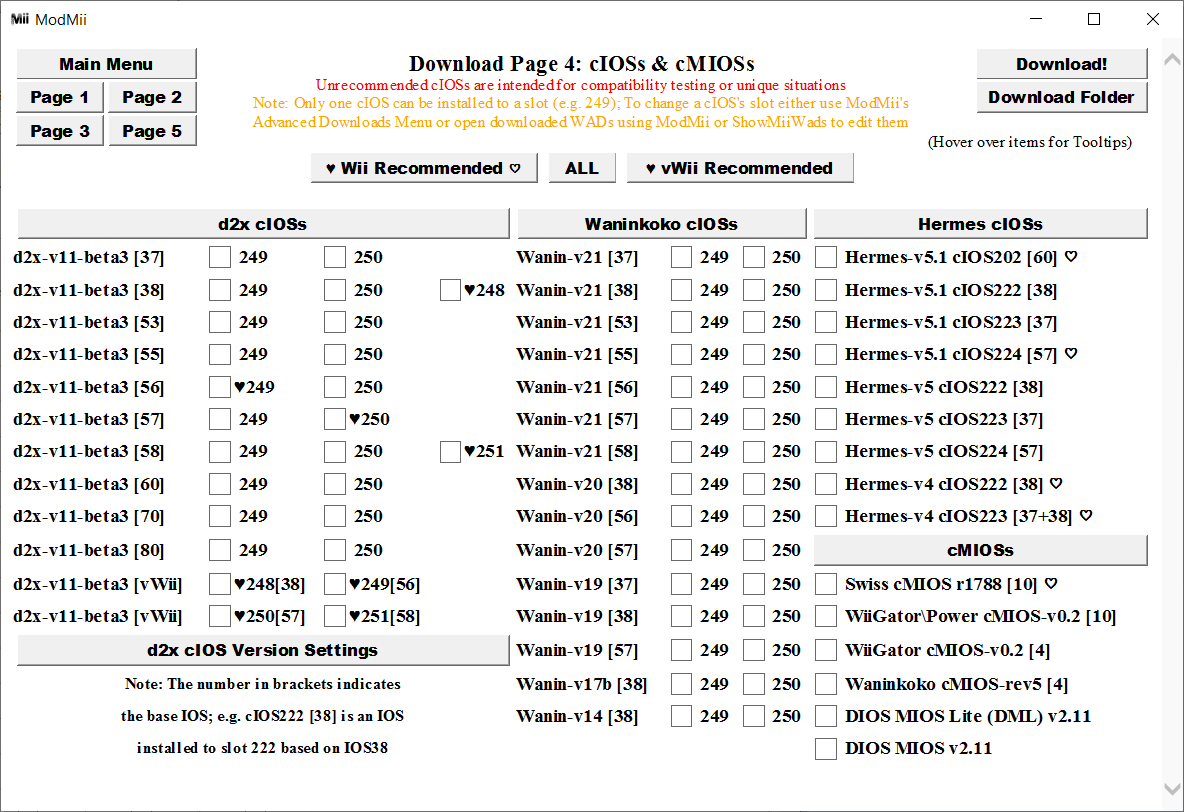 Mii ModMii
Main Menu
Page 1 Page 2
Page 3 Page 5
Download Page 4: cIOSs & cMIOSs
Unrecommended cIOSs are intended for compatibility testing or unique situations
Note: Only one cIOS can be installed to a slot (e.g. 249); To change a cIOS's slot either use ModMii's
Advanced Downloads Menu or open downloaded WADs using ModMii or ShowMiiWads to edit them
Download!
Download Folder
(Hover over items for Tooltips)
♥ Wii Recommended ♡ ALL ♥ vWii Recommended
d2x cIOSs
d2x-v11-beta3 [37] 249 250
d2x-v11-beta3 [38] 249 250 ♥248
d2x-v11-beta3 [53] 249 250
d2x-v11-beta3 [55] 249 250
d2x-v11-beta3 [56] ♥249 250
d2x-v11-beta3 [57] 249 ♥250
d2x-v11-beta3 [58] 249 250 ♥251
d2x-v11-beta3 [60] 249 250
d2x-v11-beta3 [70] 249 250
d2x-v11-beta3 [80] 249 250
d2x-v11-beta3 [vWii] ♥248[38] ♥249[56]
d2x-v11-beta3 [vWii] ♥250[57] ♥251[58]
d2x cIOS Version Settings
Note: The number in brackets indicates
the base IOS; e.g. cIOS222 [38] is an IOS
installed to slot 222 based on IOS38
Waninkoko cIOSs
Wanin-v21 [37] 249 250
Wanin-v21 [38] 249 250
Wanin-v21 [53] 249 250
Wanin-v21 [55] 249 250
Wanin-v21 [56] 249 250
Wanin-v21 [57] 249 250
Wanin-v21 [58] 249 250
Wanin-v20 [38] 249 250
Wanin-v20 [56] 249 250
Wanin-v20 [57] 249 250
Wanin-v19 [37] 249 250
Wanin-v19 [38] 249 250
Wanin-v19 [57] 249 250
Wanin-v17b [38] 249 250
Wanin-v14 [38] 249 250
Hermes cIOSs
Hermes-v5.1 cIOS202 [60] ♡
Hermes-v5.1 cIOS222 [38]
Hermes-v5.1 cIOS223 [37]
Hermes-v5.1 cIOS224 [57] ♡
Hermes-v5 cIOS222 [38]
Hermes-v5 cIOS223 [37]
Hermes-v5 cIOS224 [57]
Hermes-v4 cIOS222 [38] ♡
Hermes-v4 cIOS223 [37+38] ♡
cMIOSs
Swiss cMIOS r1788 [10] ♡
WiiGator\Power cMIOS-v0.2 [10]
WiiGator cMIOS-v0.2 [4]
Waninkoko cMIOS-rev5 [4]
DIOS MIOS Lite (DML) v2.11
DIOS MIOS v2.11